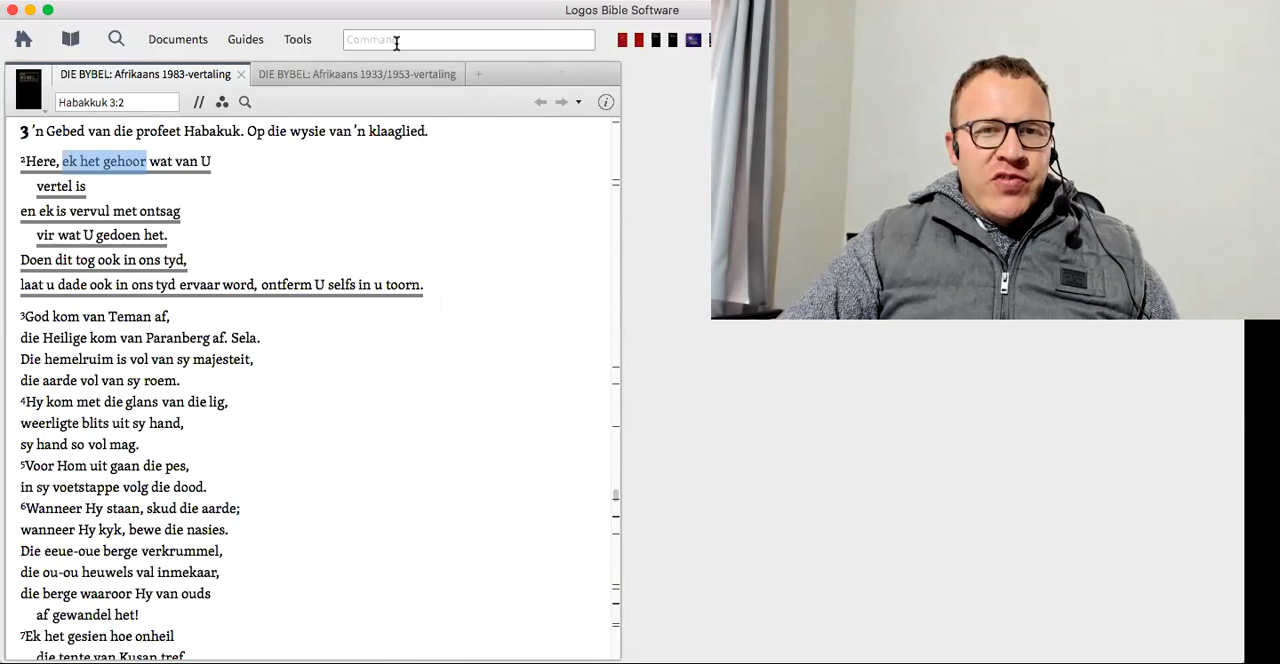 Logos Bible Software
Documents Guides Tools Command
DIE BYBEL: Afrikaans 1983-vertaling DIE BYBEL: Afrikaans 1933/1953-vertaling
Habakkuk 3:2
3 'n Gebed van die profeet Habakuk. Op die wysie van 'n klaaglied.
2Here, ek het gehoor wat van U
vertel is
en ek is vervul met ontsag
vir wat U gedoen het.
Doen dit tog ook in ons tyd,
laat u dade ook in ons tyd ervaar word, ontferm U selfs in u toorn.
3God kom van Teman af,
die Heilige kom van Paranberg af. Sela.
Die hemelruim is vol van sy majesteit,
die aarde vol van sy roem.
4Hy kom met die glans van die lig,
weerligte blits uit sy hand,
sy hand so vol mag.
5Voor Hom uit gaan die pes,
in sy voetstappe volg die dood.
6Wanneer Hy staan, skud die aarde;
wanneer Hy kyk, bewe die nasies.
Die eeue-oue berge verkrummel,
die ou-ou heuwels val inmekaar,
die berge waaroor Hy van ouds
af gewandel het!
7Ek het gesien hoe onheil
die tente van Kusan tref